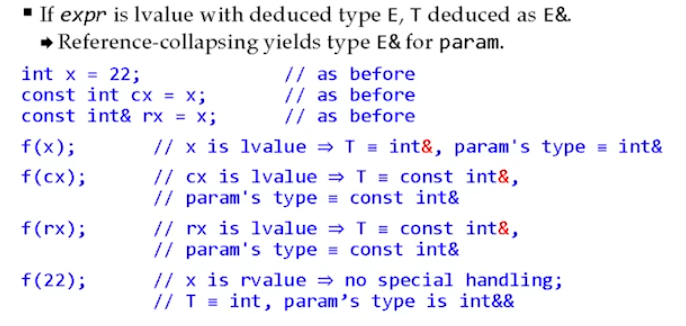 ▪ If expr is lvalue with deduced type E, T deduced as E&.
➔ Reference-collapsing yields type E& for param.
int x = 22; // as before
const int cx = x; // as before
const int& rx = x; // as before
f(x); // x is lvalue ⇒ T ≡ int&, param's type ≡ int&
f(cx); // cx is lvalue ⇒ T ≡ const int&,
// param's type ≡ const int&
f(rx); // rx is lvalue ⇒ T ≡ const int&,
// param's type ≡ const int&
f(22); // x is rvalue ⇒ no special handling;
// T ≡ int, param’s type is int&&